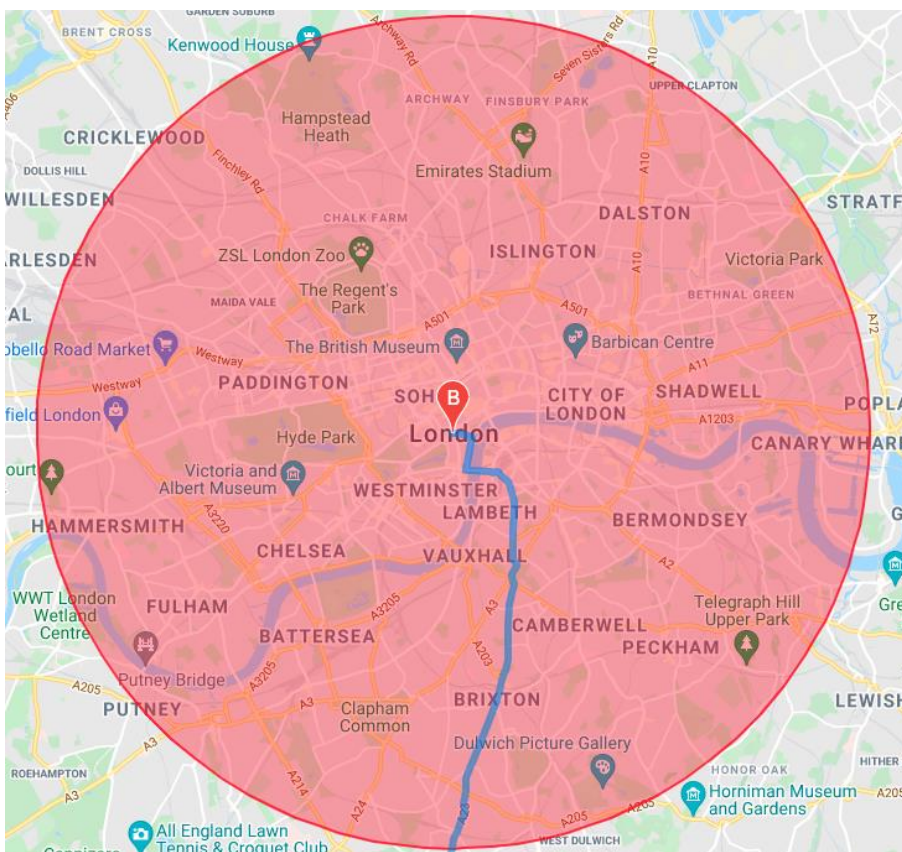 GARDEN SUBURB
BRENT CROSS
Kenwood House
Archway Rd
Seven Sisters Rd
A10
UPPER CLAPTON
A406
ARCHWAY
FINSBURY PARK
Hampstead
Heath
CRICKLEWOOD
Emirates Stadium
DOLLIS HILL
Finchley Rd
A10
WILLESDEN
STRATF
CHALK FARM
DALSTON
ZSL London Zoo
ISLINGTON
ARLESDEN
Victoria Park
A10
The Regent's
Park
MAIDA VALE
BETHNAL GREEN
AL
A501
A501
A12
obello Road Market
Westway
The British Museum
Barbican Centre
A11
Westway
PADDINGTON
SOH
B
CITY OF
LONDON
SHADWELL
POPLA
field London
A1203
Hyde Park
London
CANARY WHARF
ourt
Victoria and
Albert Museum
WESTMINSTER
LAMBETH
HAMMERSMITH
A3220
BERMONDSEY
G
CHELSEA
VAUXHALL
A2
WWT London
Wetland
Centre
FULHAM
A3205
A3
Telegraph Hill
Upper Park
Gre
BATTERSEA
CAMBERWELL
PECKHAM
A203
Putney Bridge
A205
A3205
A3
BRIXTON
LEWISH
PUTNEY
Clapham
Common
A3
Dulwich Picture Gallery
ROEHAMPTON
HONOR OAK
HITHER
A3
A214
A24
A23
Horniman Museum
and Gardens
A205
A205
A205
All England Lawn
Tennis & Croquet Club
WEST DULWICH